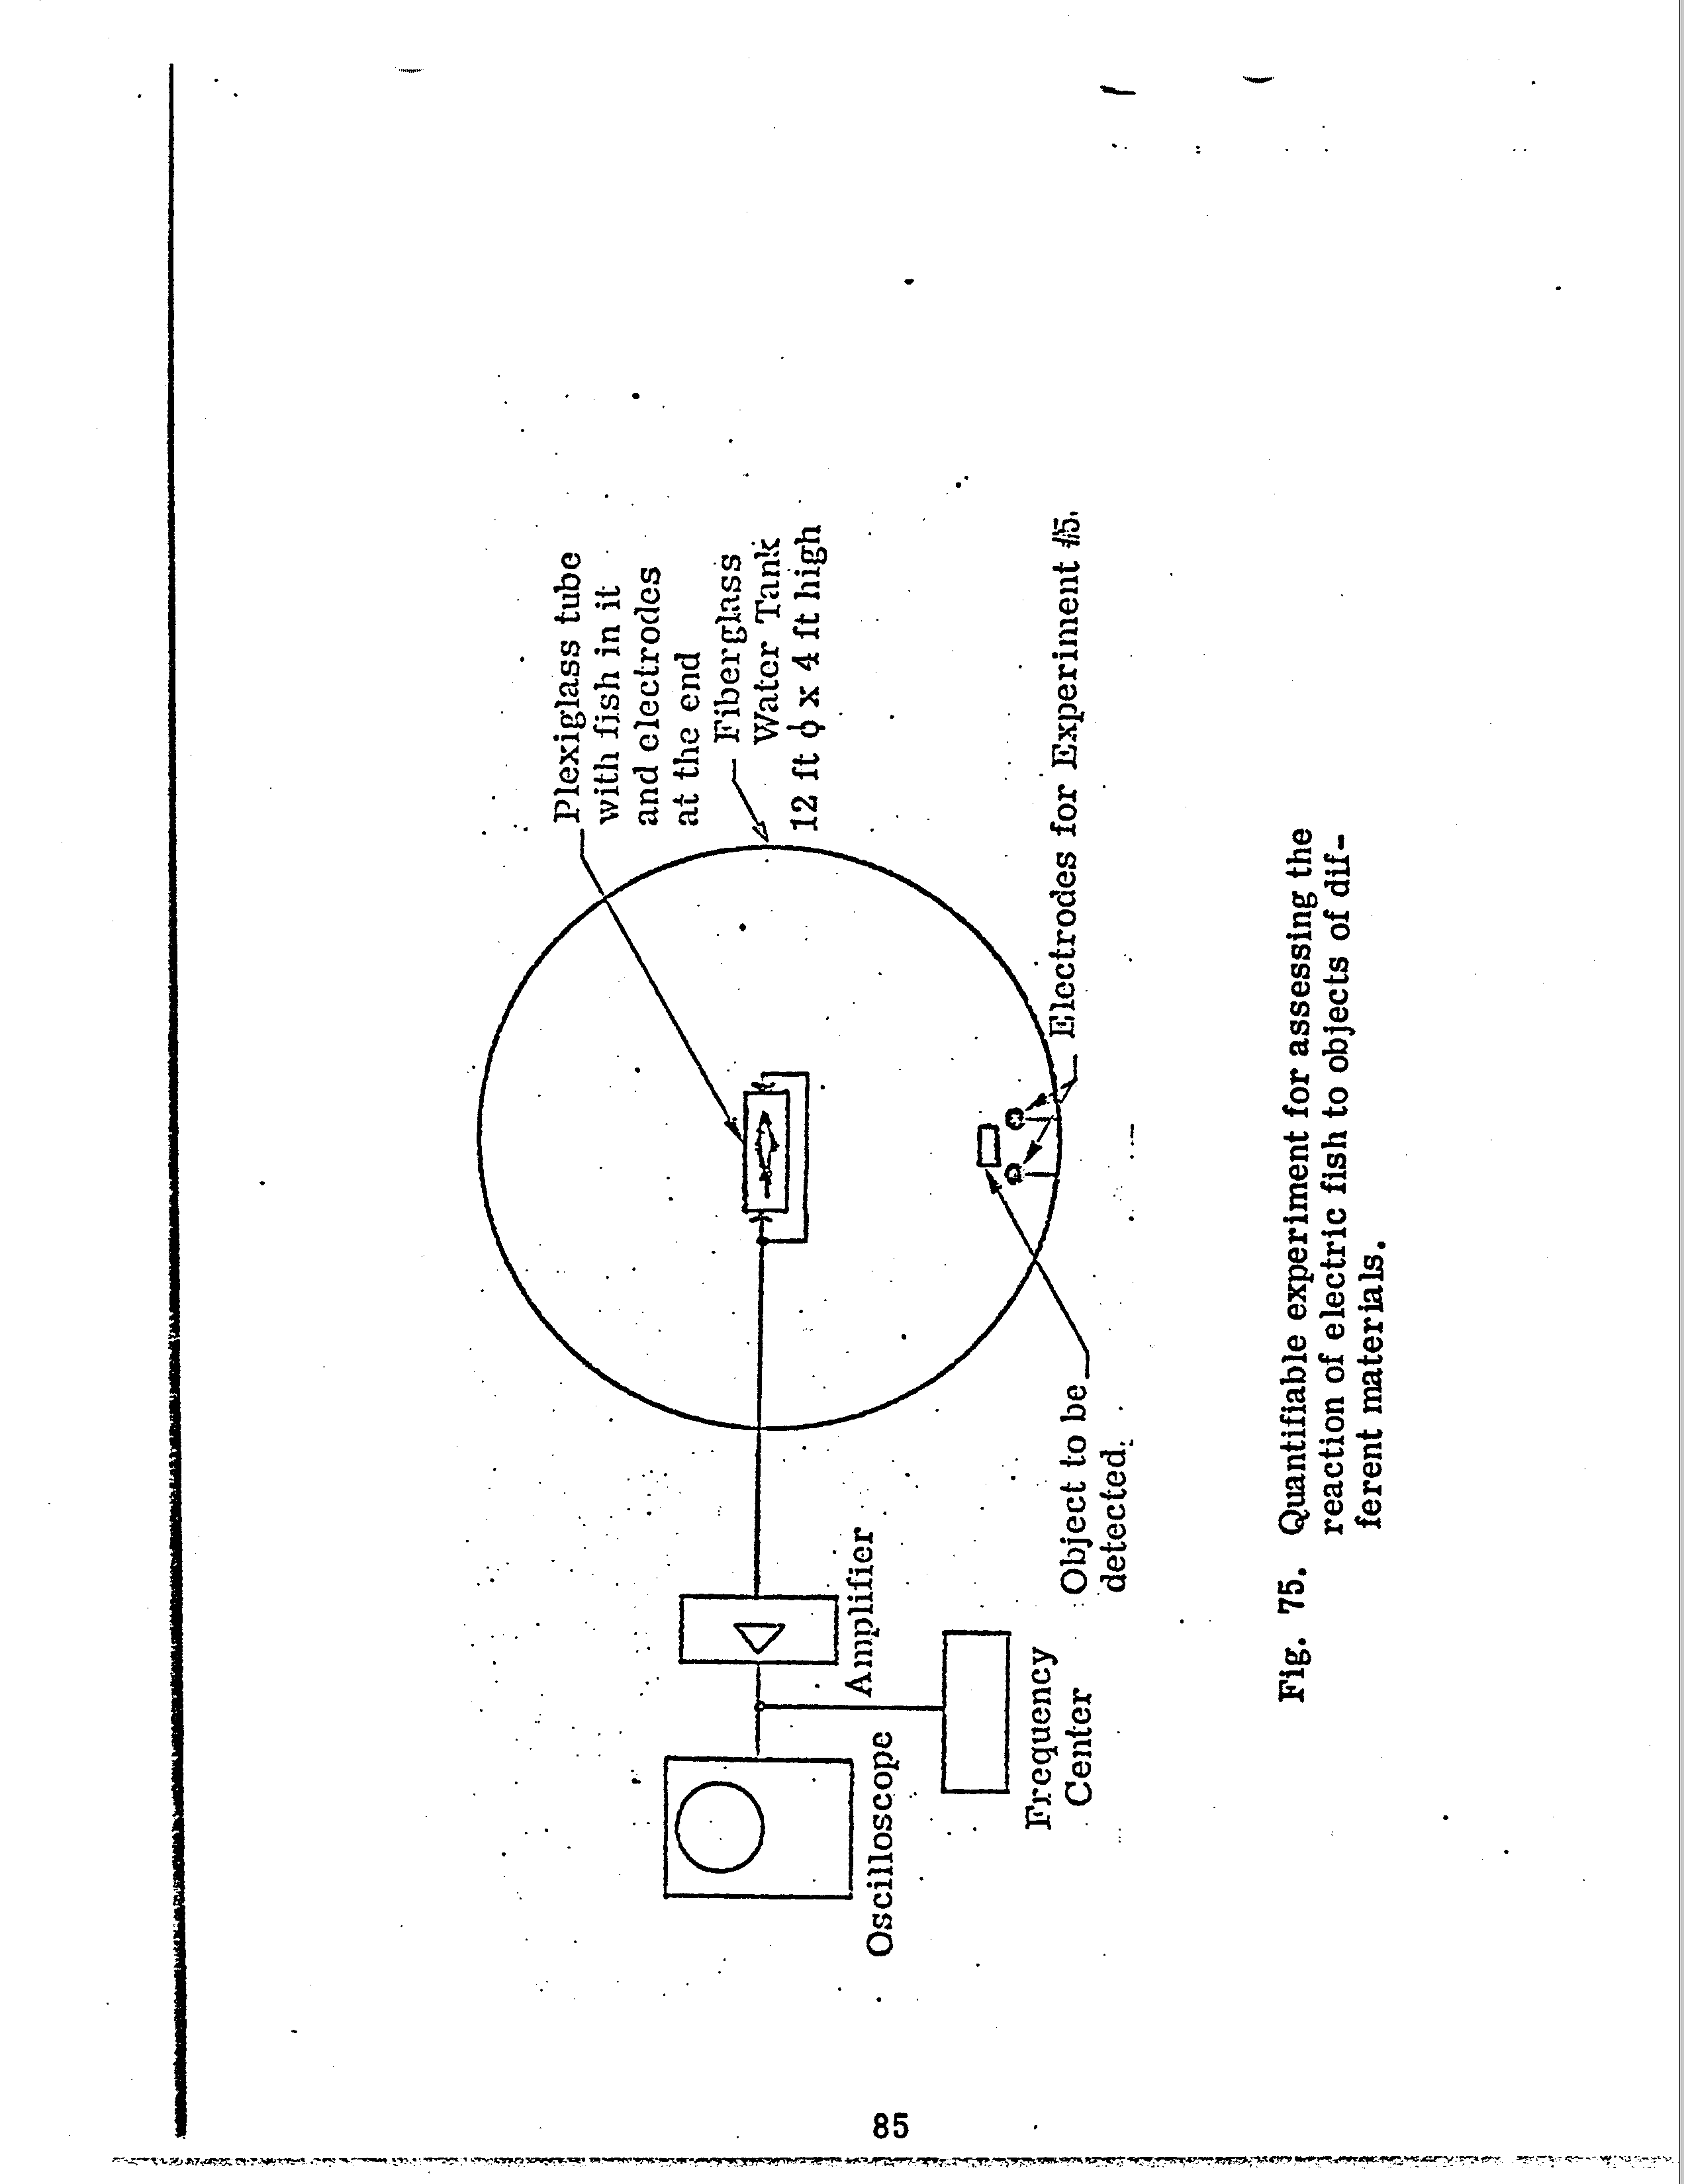 Plexiglass tube
with fish in it
and electrodes
at the end
Fiberglass
Water Tank
12 ft ϕ x 4 ft high
Electrodes for Experiment #5.
Object to be
detected.
Amplifier
Oscilloscope
Frequency
Center
Fig. 75. Quantifiable experiment for assessing the
reaction of electric fish to objects of dif-
ferent materials.
85